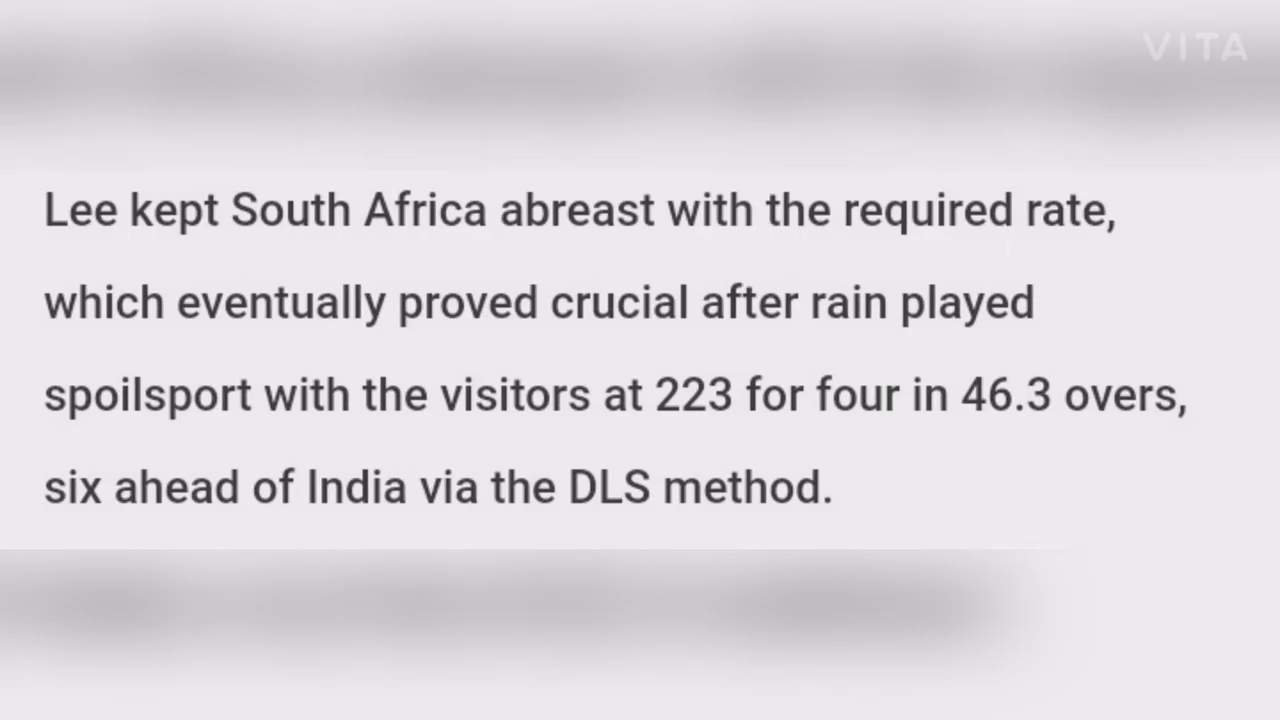 VITA
Lee kept South Africa abreast with the required rate,
which eventually proved crucial after rain played
spoilsport with the visitors at 223 for four in 46.3 overs,
six ahead of India via the DLS method.